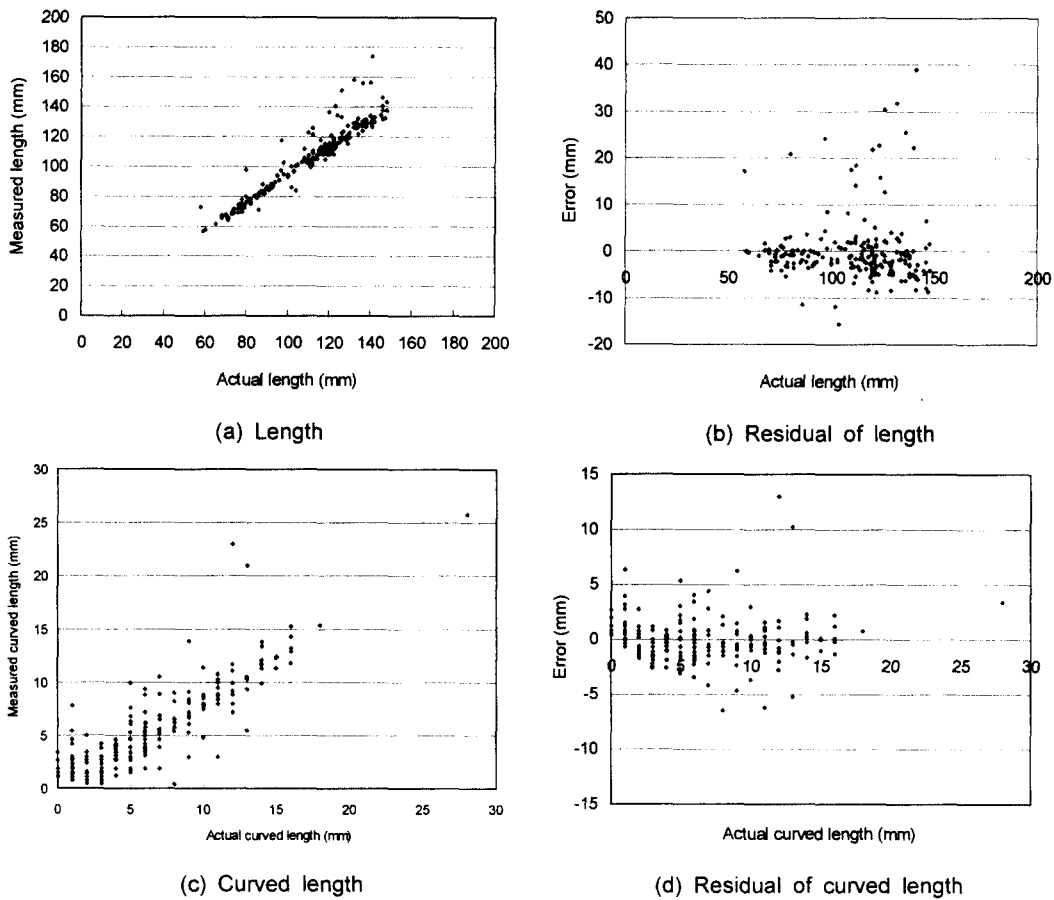 200
180
160
140
120
100
80
60
40
20
0
Measured length (mm)
0 20 40 60 80 100 120 140 160 180 200
Actual length (mm)
(a) Length
50
40
30
20
10
0
-10
-20
Error (mm)
0 50 100 150 200
Actual length (mm)
(b) Residual of length
30
25
20
15
10
5
0
Measured curved length (mm)
0 5 10 15 20 25 30
Actual curved length (mm)
(c) Curved length
15
10
5
0
-5
-10
-15
Error (mm)
0 5 10 15 20 25 30
Actual curved length (mm)
(d) Residual of curved length